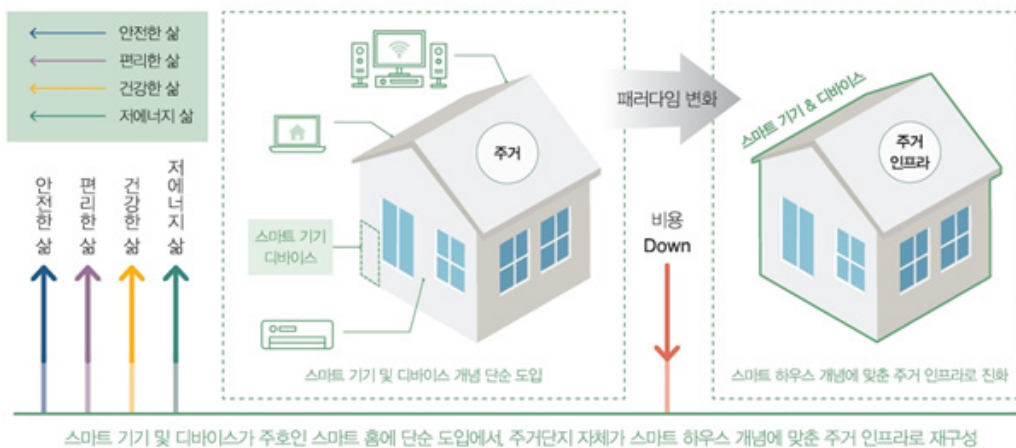 안전한 삶
편리한 삶
건강한 삶
저에너지 삶
안전한 삶
편리한 삶
건강한 삶
저에너지 삶
주거
스마트 기기
디바이스
스마트 기기 및 디바이스 개념 단순 도입
패러다임 변화
비용
Down
스마트 기기 & 디바이스
주거
인프라
스마트 하우스 개념에 맞춘 주거 인프라로 진화
스마트 기기 및 디바이스가 주호인 스마트 홈에 단순 도입에서, 주거단지 자체가 스마트 하우스 개념에 맞춘 주거 인프라로 재구성